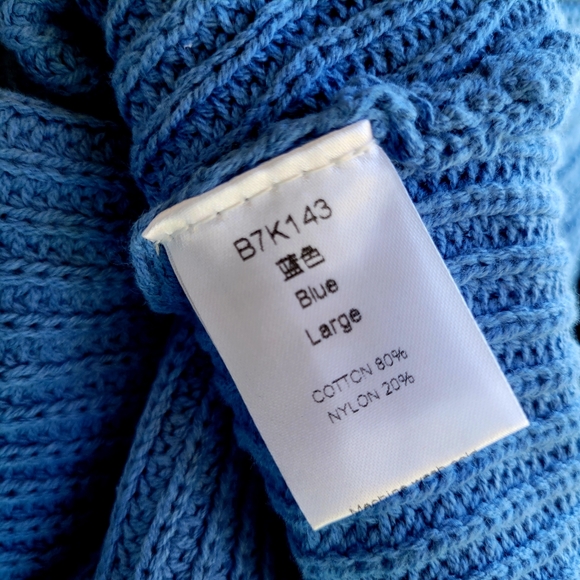 B7K143
蓝色
Blue
Large
COTTON 80%
NYLON 20%